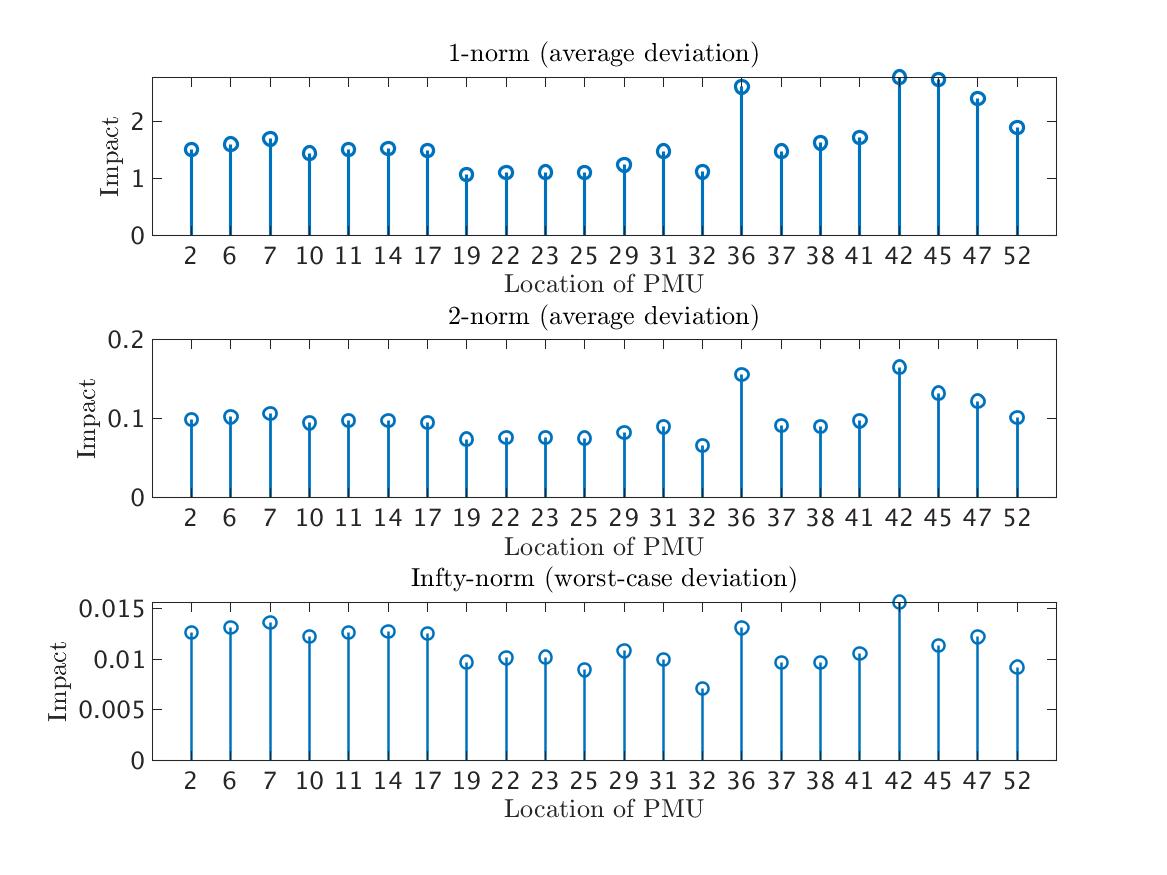 1-norm (average deviation)
2
1
0
Impact
2 6 7 10 11 14 17 19 22 23 25 29 31 32 36 37 38 41 42 45 47 52
Location of PMU
2-norm (average deviation)
0.2
0.1
0
Impact
2 6 7 10 11 14 17 19 22 23 25 29 31 32 36 37 38 41 42 45 47 52
Location of PMU
Infty-norm (worst-case deviation)
0.015
0.01
0.005
0
Impact
2 6 7 10 11 14 17 19 22 23 25 29 31 32 36 37 38 41 42 45 47 52
Location of PMU